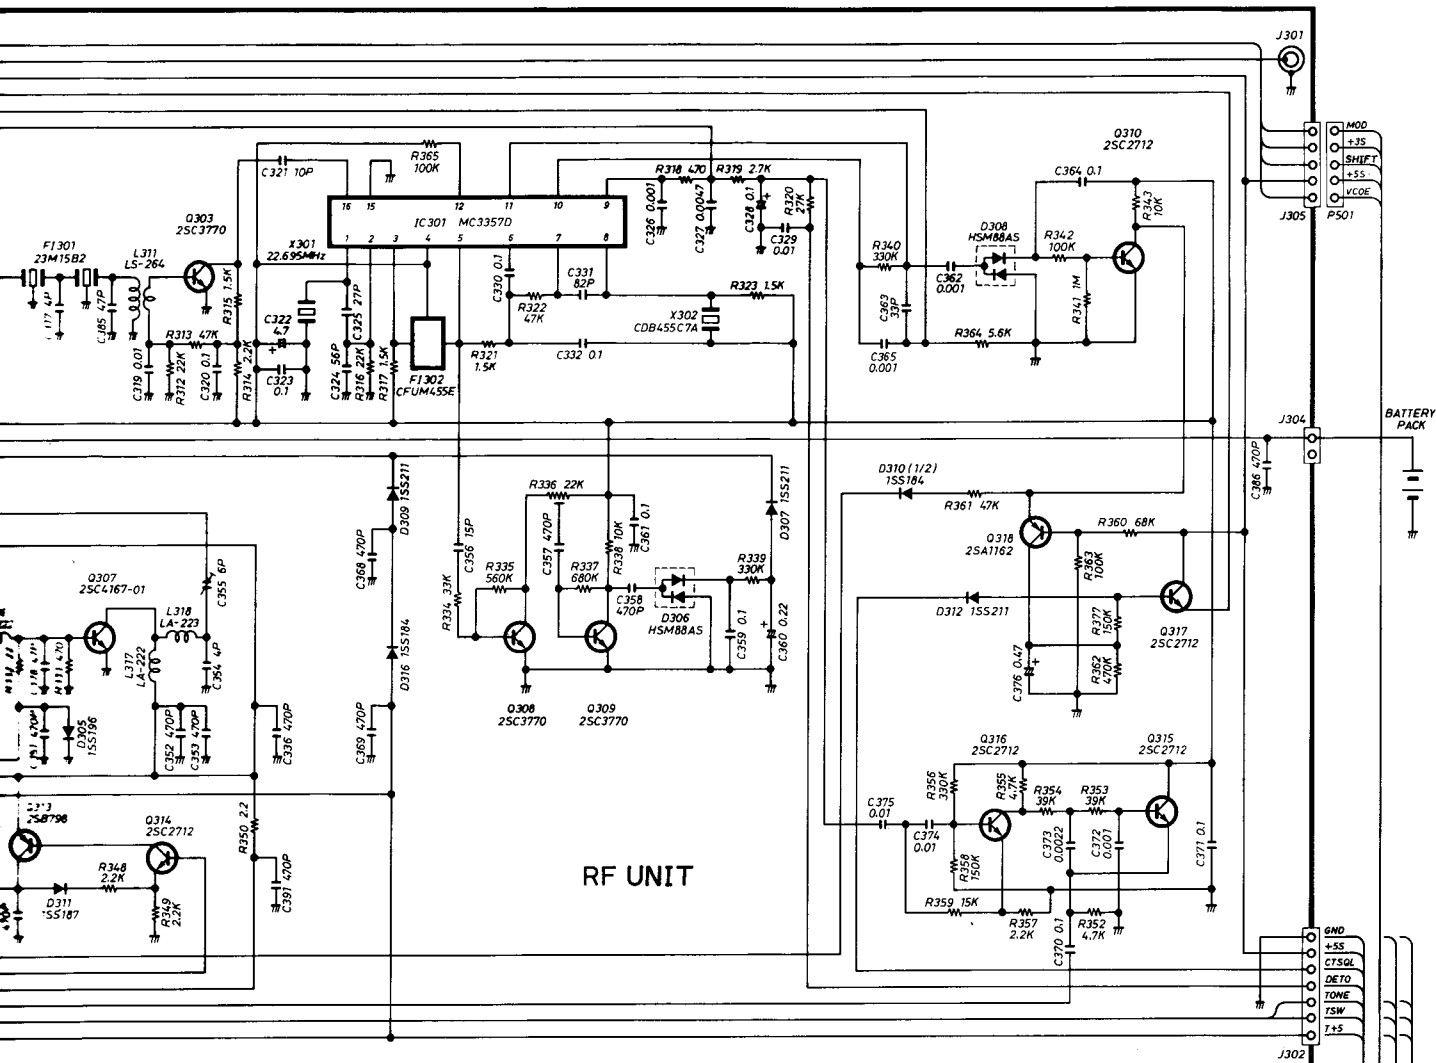 J301
MOD
+3S
SHIFT
+5S
VCOE
J305
P501
Q310
2SC2712
C364 0.1
R343
10K
R365
100K
C321 10P
R318 470
R319 2.7K
16
15
12
11
10
9
IC301 MC3357D
1
2
3
4
5
6
7
8
C326 0.001
C327 0.0047
C328 0.1
+
R320
27K
C329
0.01
Q303
2SC3770
FI301
23M15B2
L311
LS-264
X301
22.695MHz
D308
HSM88AS
R342
100K
R340
330K
C362
0.001
R341 1M
C363
33P
R364 5.6K
C365
0.001
C385 47P
R315 1.5K
R313 47K
C322
4.7
+
C325 27P
C330 0.1
C331
82P
R322
47K
R323 1.5K
X302
CDB455C7A
C332 0.1
R321
1.5K
C319 0.01
R312 22K
C320 0.1
R314 2.2K
C323
0.1
C324 56P
R316 22K
R317 1.5K
FI302
CFUM455E
J304
BATTERY
PACK
C386 470P
D310 (1/2)
1SS184
R361 47K
D309 1SS211
R336 22K
D307 1SS211
C361 0.1
C357 470P
R338 10K
C368 470P
C356 15P
Q318
2SA1162
R360 68K
R363
100K
R339
330K
R335
560K
R337
680K
C358
470P
D306
HSM88AS
R334 33K
C359 0.1
C360 0.22
+
Q307
2SC4167-01
C355 6P
L318
LA-223
L317
LA-222
C354 4P
D316 1SS184
D312 1SS211
R377
150K
Q317
2SC2712
R362
470K
C376 0.47
+
Q308
2SC3770
Q309
2SC3770
D305
1SS196
C352 470P
C353 470P
C336 470P
C369 470P
Q316
2SC2712
Q315
2SC2712
R356
330K
R355
4.7K
R354
39K
R353
39K
C375
0.01
C374
0.01
C373
0.0022
C372
0.001
C371 0.1
R358
150K
Q314
2SC2712
R350 2.2
R348
2.2K
D311
R349
2.2K
C391 470P
RF UNIT
R359 15K
R357
2.2K
R352
4.7K
C370 0.1
GND
+5S
CTSQL
DETO
TONE
TSW
T+5
J302